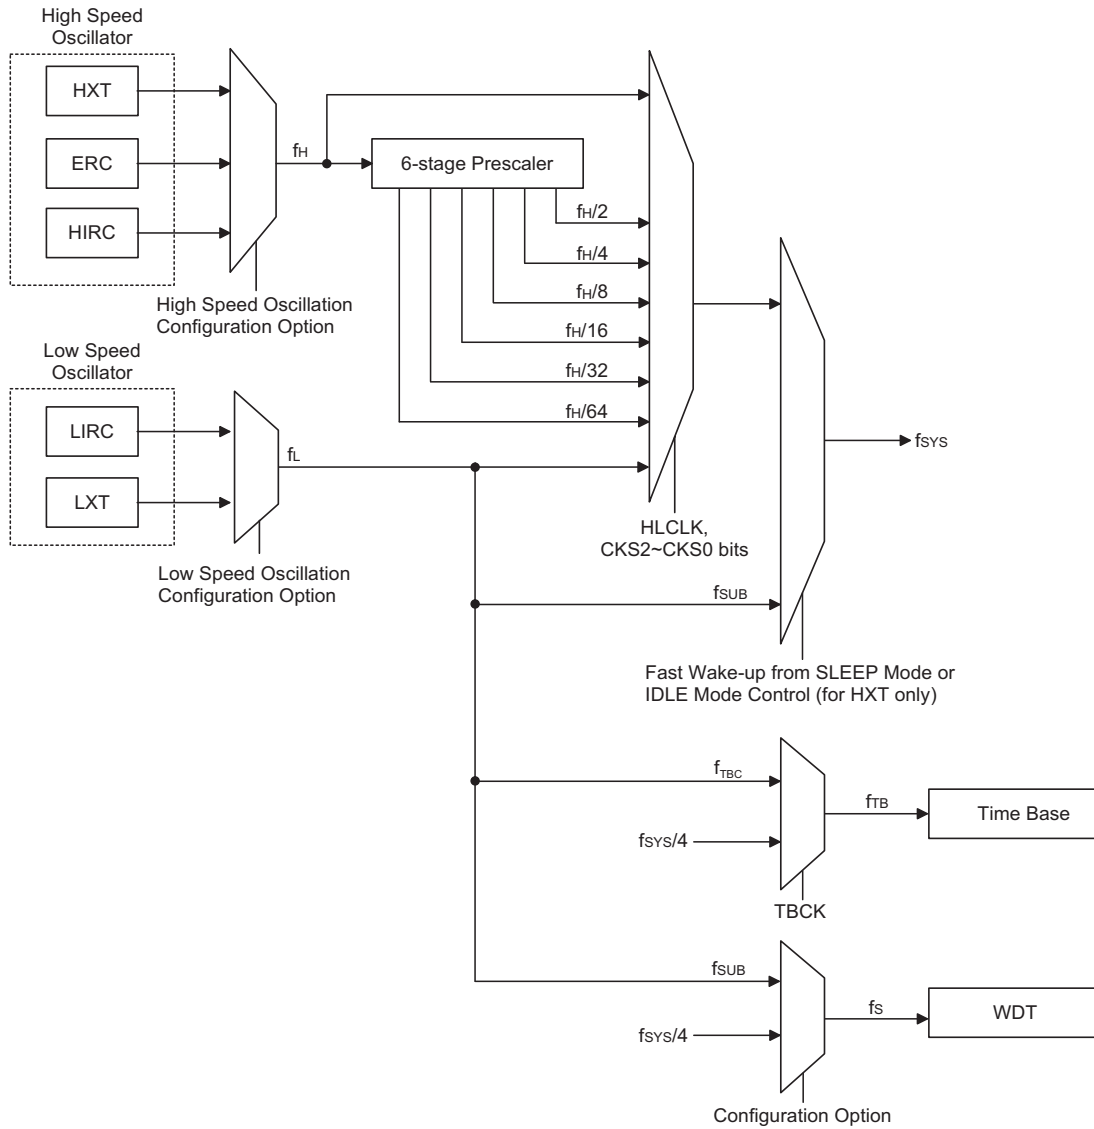 High Speed
Oscillator
HXT
ERC
HIRC
fH
6-stage Prescaler
fH/2
fH/4
fH/8
fH/16
fH/32
fH/64
High Speed Oscillation
Configuration Option
Low Speed
Oscillator
LIRC
LXT
fL
Low Speed Oscillation
Configuration Option
HLCLK,
CKS2~CKS0 bits
fSYS
fSUB
Fast Wake-up from SLEEP Mode or
IDLE Mode Control (for HXT only)
fTBC
fSYS/4
fTB
Time Base
TBCK
fSUB
fSYS/4
fS
WDT
Configuration Option